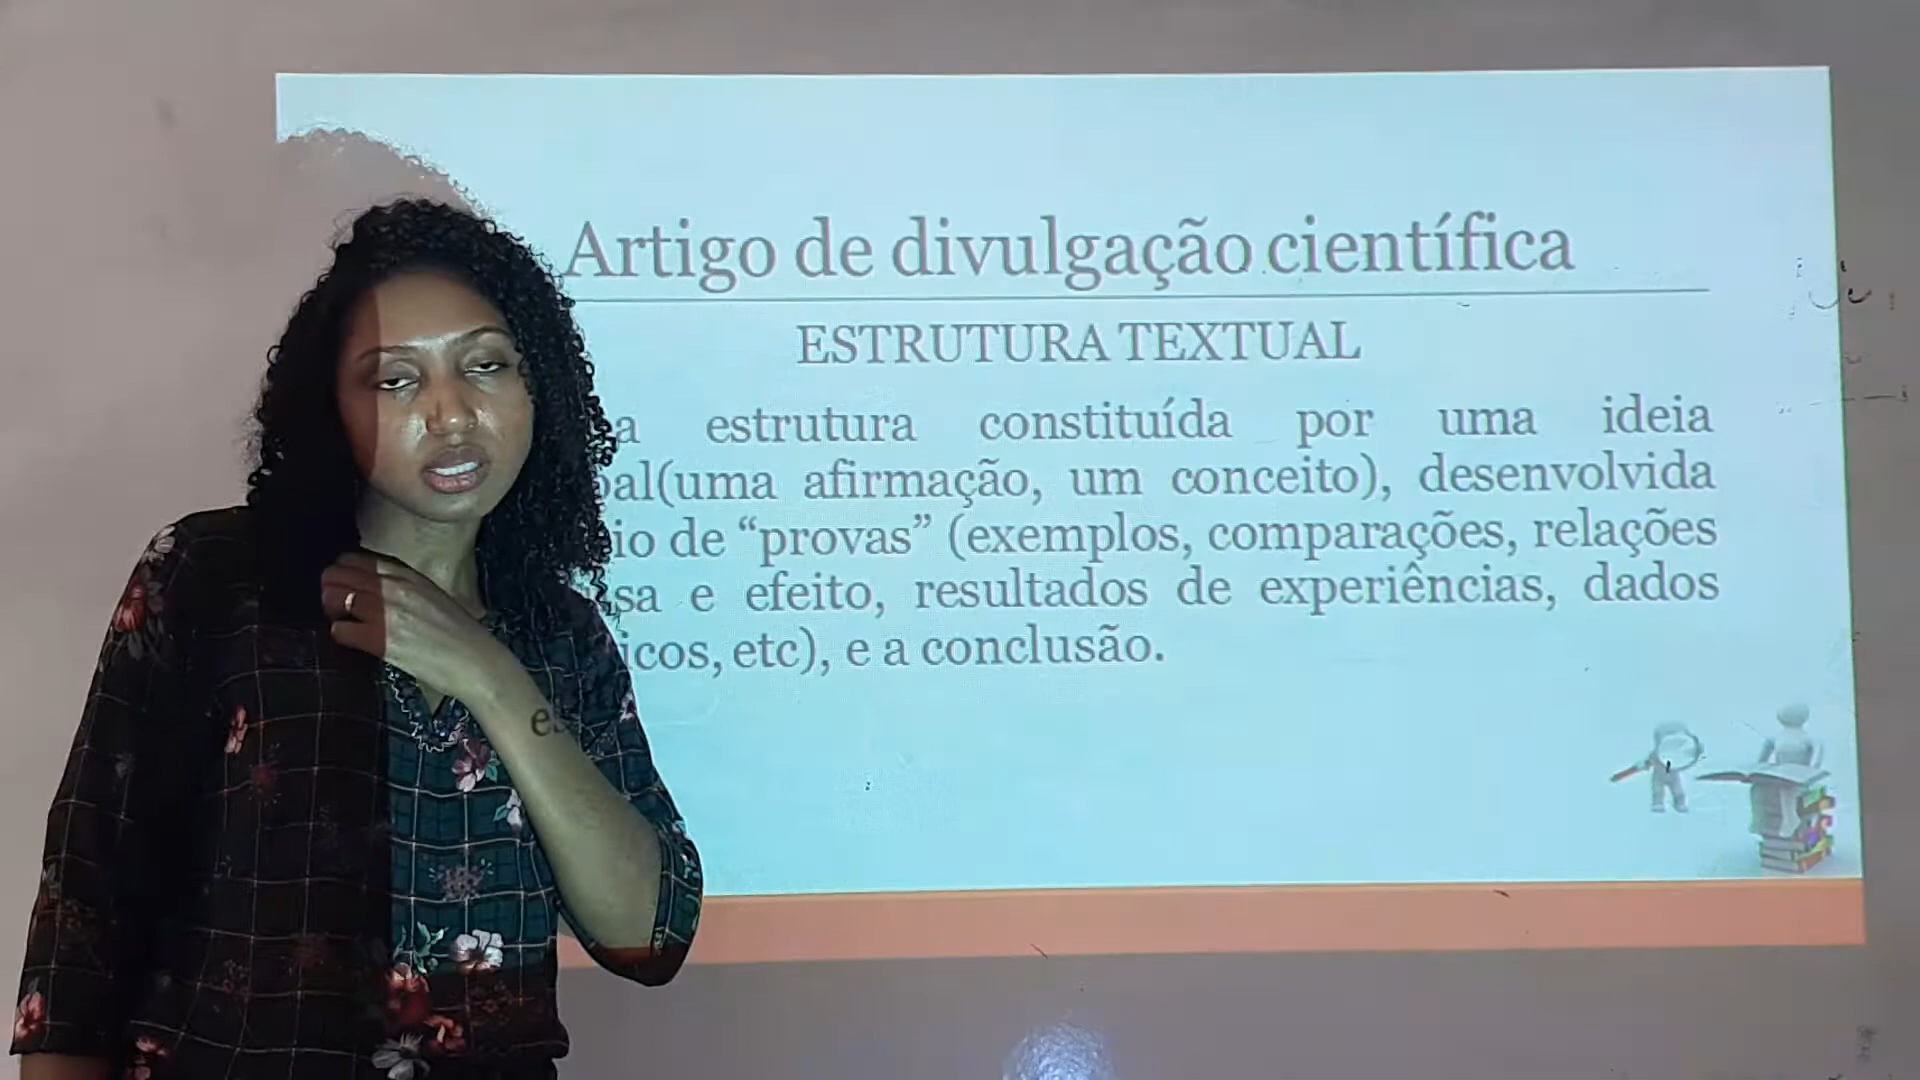 Artigo de divulgação científica
ESTRUTURA TEXTUAL
a estrutura constituída por uma ideia
pal(uma afirmação, um conceito), desenvolvida
io de “provas” (exemplos, comparações, relações
sa e efeito, resultados de experiências, dados
icos, etc), e a conclusão.
es